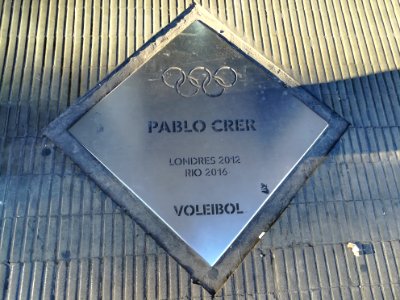 PABLO CRER
LONDRES 2012
RIO 2016
VOLEIBOL